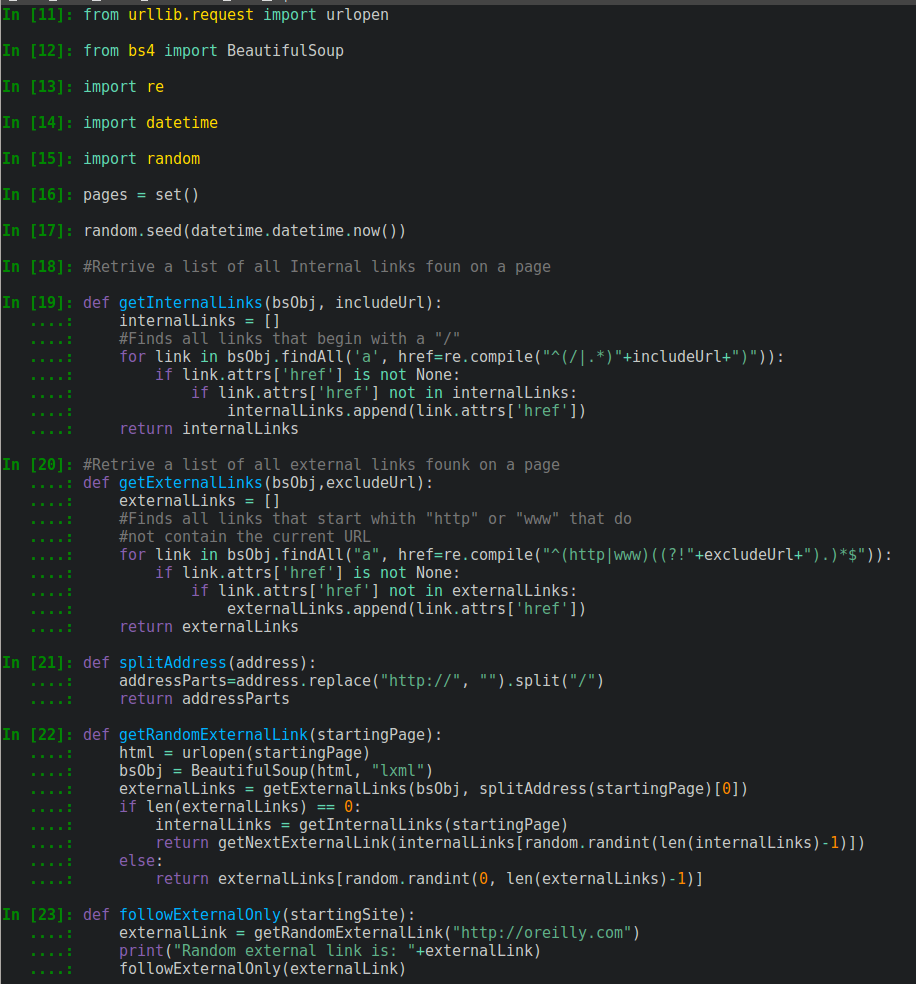 In [11]: from urllib.request import urlopen
In [12]: from bs4 import BeautifulSoup
In [13]: import re
In [14]: import datetime
In [15]: import random
In [16]: pages = set()
In [17]: random.seed(datetime.datetime.now())
In [18]: #Retrive a list of all Internal links foun on a page
In [19]: def getInternalLinks(bsObj, includeUrl):
   ....:     internalLinks = []
   ....:     #Finds all links that begin with a "/"
   ....:     for link in bsObj.findAll('a', href=re.compile("^(/|.*)"+includeUrl+")")):
   ....:         if link.attrs['href'] is not None:
   ....:             if link.attrs['href'] not in internalLinks:
   ....:                 internalLinks.append(link.attrs['href'])
   ....:     return internalLinks
In [20]: #Retrive a list of all external links founk on a page
   ....: def getExternalLinks(bsObj,excludeUrl):
   ....:     externalLinks = []
   ....:     #Finds all links that start whith "http" or "www" that do
   ....:     #not contain the current URL
   ....:     for link in bsObj.findAll("a", href=re.compile("^(http|www)((?!"+excludeUrl+").)*$")):
   ....:         if link.attrs['href'] is not None:
   ....:             if link.attrs['href'] not in externalLinks:
   ....:                 externalLinks.append(link.attrs['href'])
   ....:     return externalLinks
In [21]: def splitAddress(address):
   ....:     addressParts=address.replace("http://", "").split("/")
   ....:     return addressParts
In [22]: def getRandomExternalLink(startingPage):
   ....:     html = urlopen(startingPage)
   ....:     bsObj = BeautifulSoup(html, "lxml")
   ....:     externalLinks = getExternalLinks(bsObj, splitAddress(startingPage)[0])
   ....:     if len(externalLinks) == 0:
   ....:         internalLinks = getInternalLinks(startingPage)
   ....:         return getNextExternalLink(internalLinks[random.randint(len(internalLinks)-1)])
   ....:     else:
   ....:         return externalLinks[random.randint(0, len(externalLinks)-1)]
In [23]: def followExternalOnly(startingSite):
   ....:     externalLink = getRandomExternalLink("http://oreilly.com")
   ....:     print("Random external link is: "+externalLink)
   ....:     followExternalOnly(externalLink)